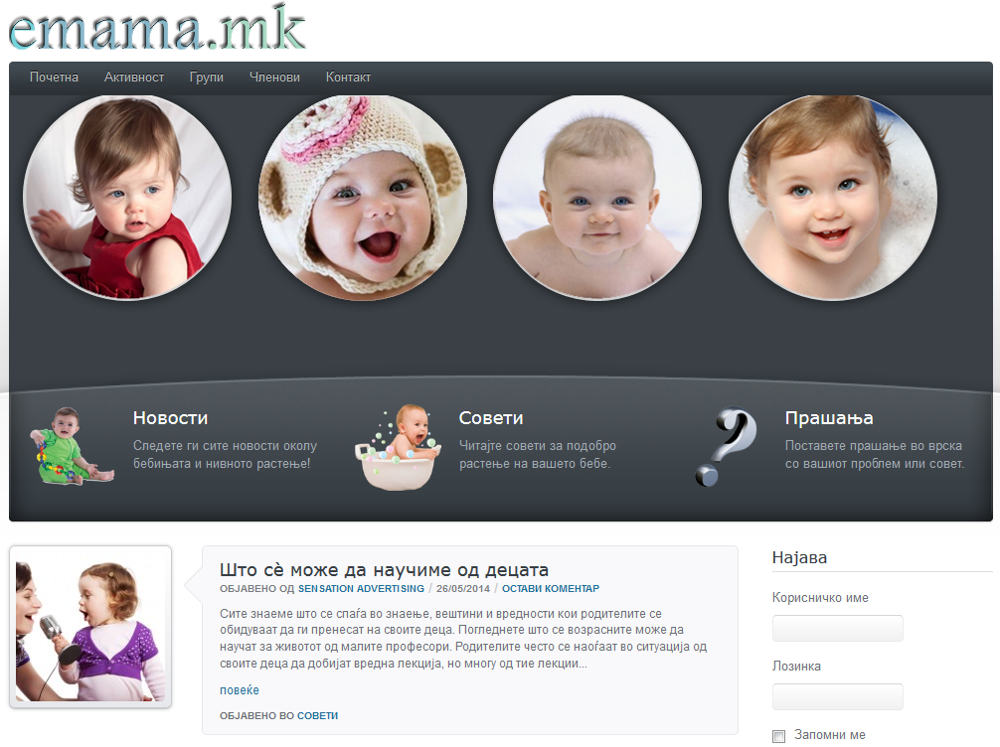 emama.mk
Почетна Активност Групи Членови Контакт
Новости
Следете ги сите новости околу
бебињата и нивното растење!
Совети
Читајте совети за подобро
растење на вашето бебе.
Прашања
Поставете прашање во врска
со вашиот проблем или совет.
Што сè може да научиме од децата
ОБЈАВЕНО ОД SENSATION ADVERTISING / 26/05/2014 / ОСТАВИ КОМЕНТАР
Сите знаеме што се спаѓа во знаење, вештини и вредности кои родителите се
обидуваат да ги пренесат на своите деца. Погледнете што се возрасните може да
научат за животот од малите професори. Родителите често се наоѓаат во ситуација од
своите деца да добијат вредна лекција, но многу од тие лекции...
повеќе
ОБЈАВЕНО ВО СОВЕТИ
Најава
Корисничко име
Лозинка
Запомни ме